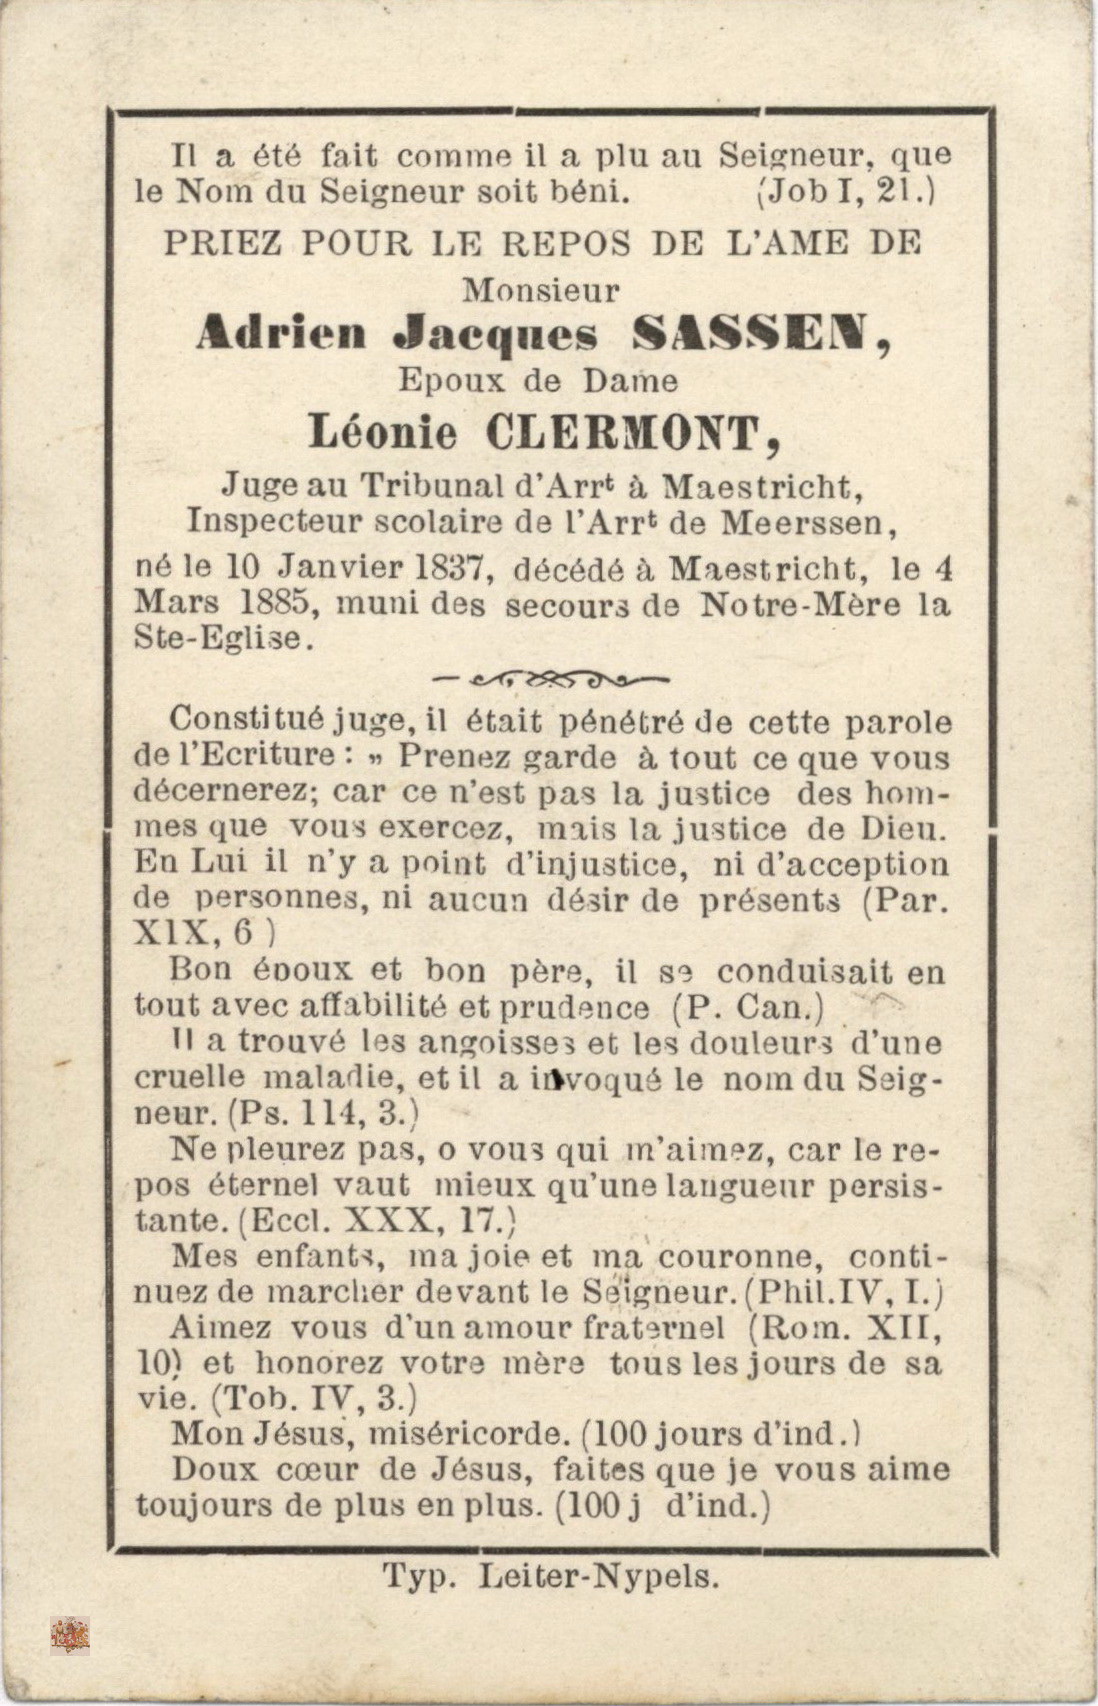 Il a été fait comme il a plu au Seigneur, que
le Nom du Seigneur soit béni. (Job I, 21.)
PRIEZ POUR LE REPOS DE L'AME DE
Monsieur
Adrien Jacques SASSEN,
Epoux de Dame
Léonie CLERMONT,
Juge au Tribunal d'Arrᵗ à Maestricht,
Inspecteur scolaire de l'Arrᵗ de Meerssen,
né le 10 Janvier 1837, décédé à Maestricht, le 4
Mars 1885, muni des secours de Notre-Mère la
Ste-Eglise.
Constitué juge, il était pénétré de cette parole
de l'Ecriture : „ Prenez garde à tout ce que vous
décernerez; car ce n'est pas la justice des hom-
mes que vous exercez, mais la justice de Dieu.
En Lui il n'y a point d'injustice, ni d'acception
de personnes, ni aucun désir de présents (Par.
XIX, 6 )
Bon époux et bon père, il se conduisait en
tout avec affabilité et prudence (P. Can.)
Il a trouvé les angoisses et les douleurs d'une
cruelle maladie, et il a invoqué le nom du Seig-
neur. (Ps. 114, 3.)
Ne pleurez pas, o vous qui m'aimez, car le re-
pos éternel vaut mieux qu'une langueur persis-
tante. (Eccl. XXX, 17.)
Mes enfants, ma joie et ma couronne, conti-
nuez de marcher devant le Seigneur. (Phil. IV, I.)
Aimez vous d'un amour fraternel (Rom. XII,
10) et honorez votre mère tous les jours de sa
vie. (Tob. IV, 3.)
Mon Jésus, miséricorde. (100 jours d'ind.)
Doux cœur de Jésus, faites que je vous aime
toujours de plus en plus. (100 j d'ind.)
Typ. Leiter-Nypels.